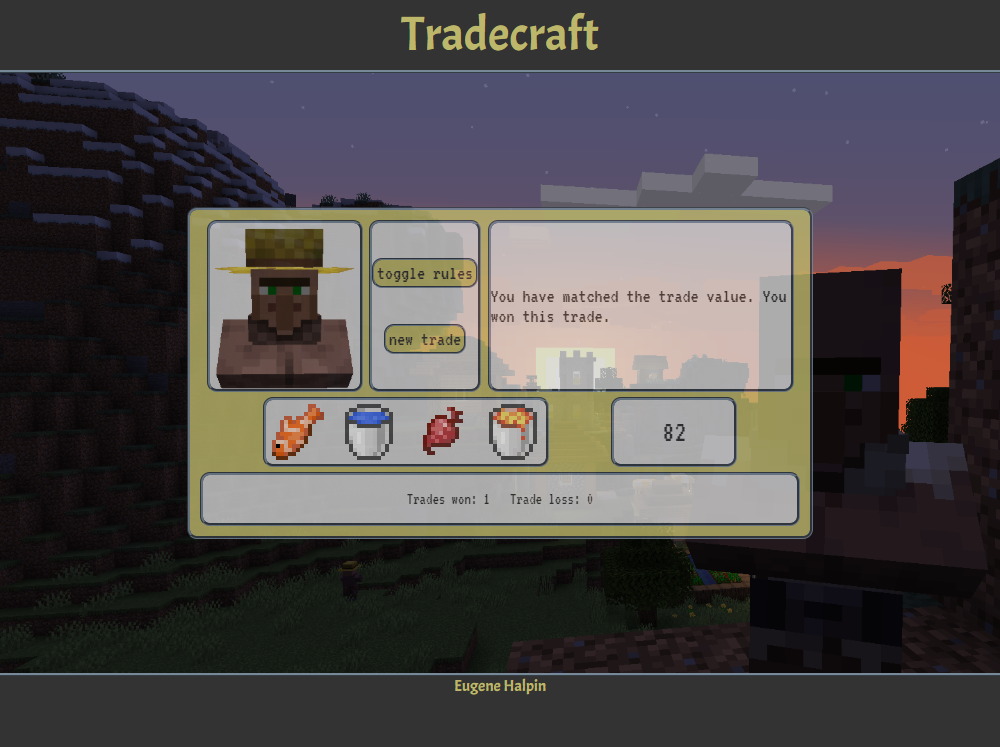 Tradecraft
toggle rules
new trade
You have matched the trade value. You
won this trade.
82
Trades won: 1 Trade loss: 0
Eugene Halpin